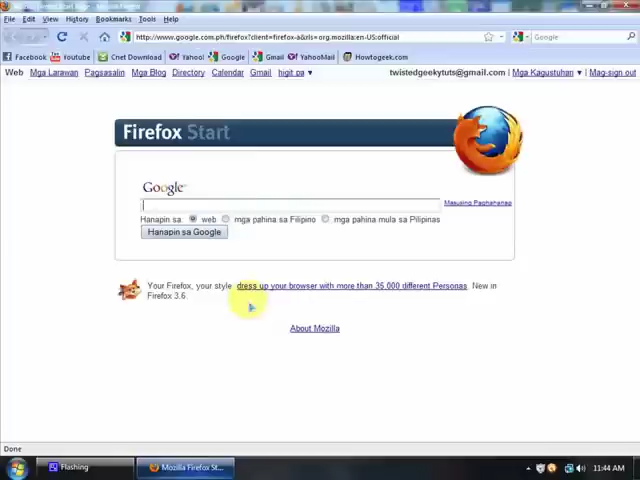 File Edit View History Bookmarks Tools Help
http://www.google.com.ph/firefox?client=firefox-a&rls=org.mozilla:en-US:official
Google
Facebook Youtube Cnet Download Yahoo! Google Gmail YahooMail Howtogeek.com
Web Mga Larawan Pagsasalin Mga Blog Directory Calendar Gmail higit pa ▼ twistedgeekytuts@gmail.com | Mga Kagustuhan ▼ | Mag-sign out
Firefox Start
Google™
Masusing Paghahanap
Hanapin sa: web mga pahina sa Filipino mga pahina mula sa Pilipinas
Hanapin sa Google
Your Firefox, your style dress up your browser with more than 35,000 different Personas. New in
Firefox 3.6
About Mozilla
Done
Flashing Mozilla Firefox St... 11:44 AM